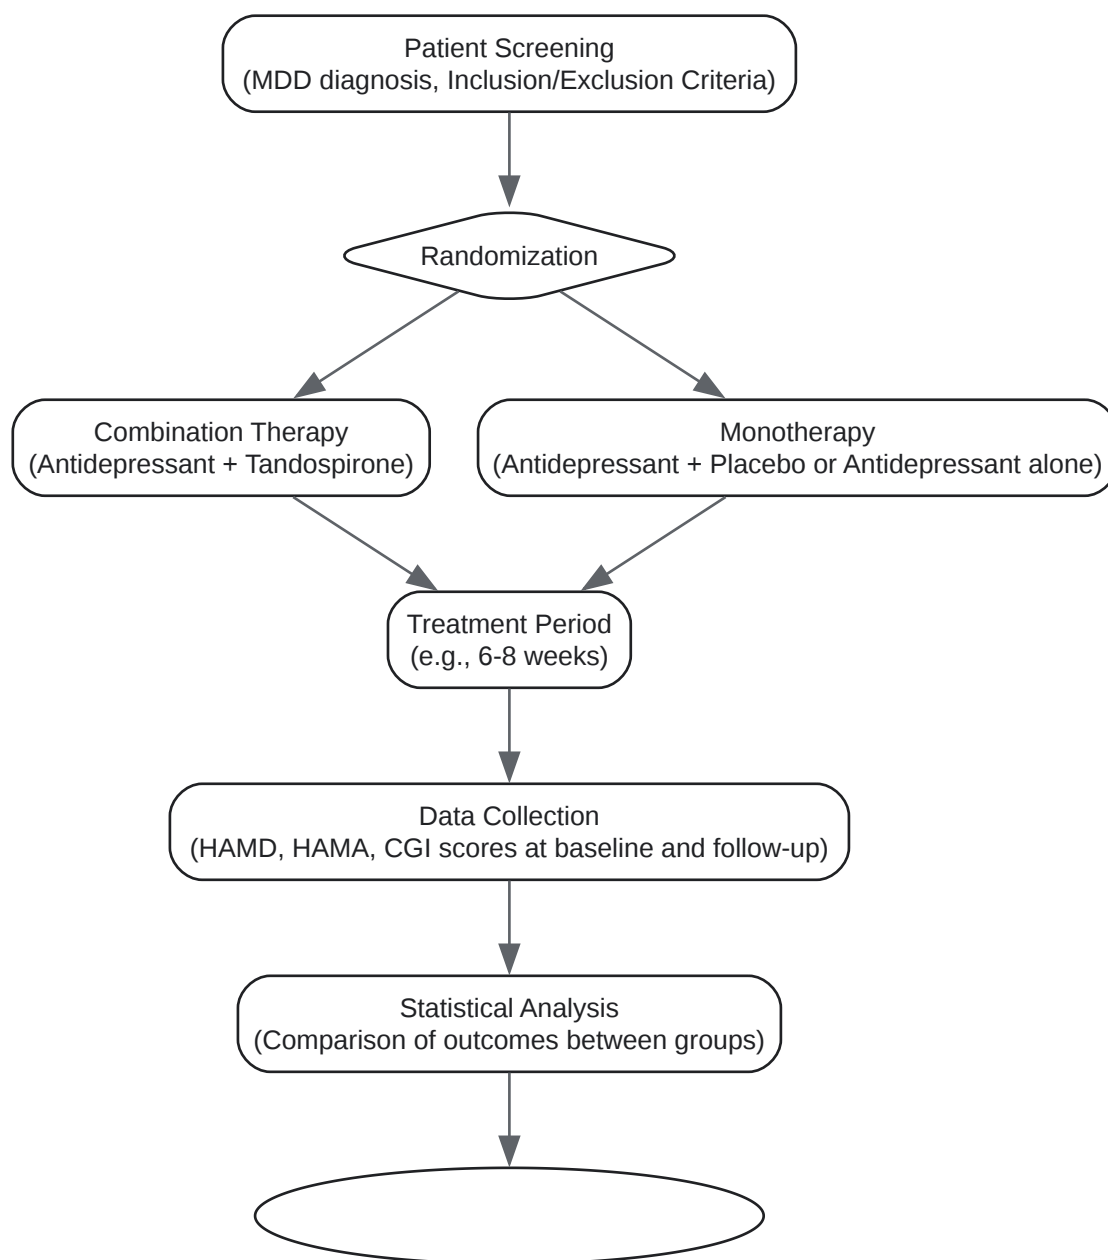 Patient Screening
(MDD diagnosis, Inclusion/Exclusion Criteria)
Randomization
Combination Therapy
(Antidepressant + Tandospirone)
Monotherapy
(Antidepressant + Placebo or Antidepressant alone)
Treatment Period
(e.g., 6-8 weeks)
Data Collection
(HAMD, HAMA, CGI scores at baseline and follow-up)
Statistical Analysis
(Comparison of outcomes between groups)